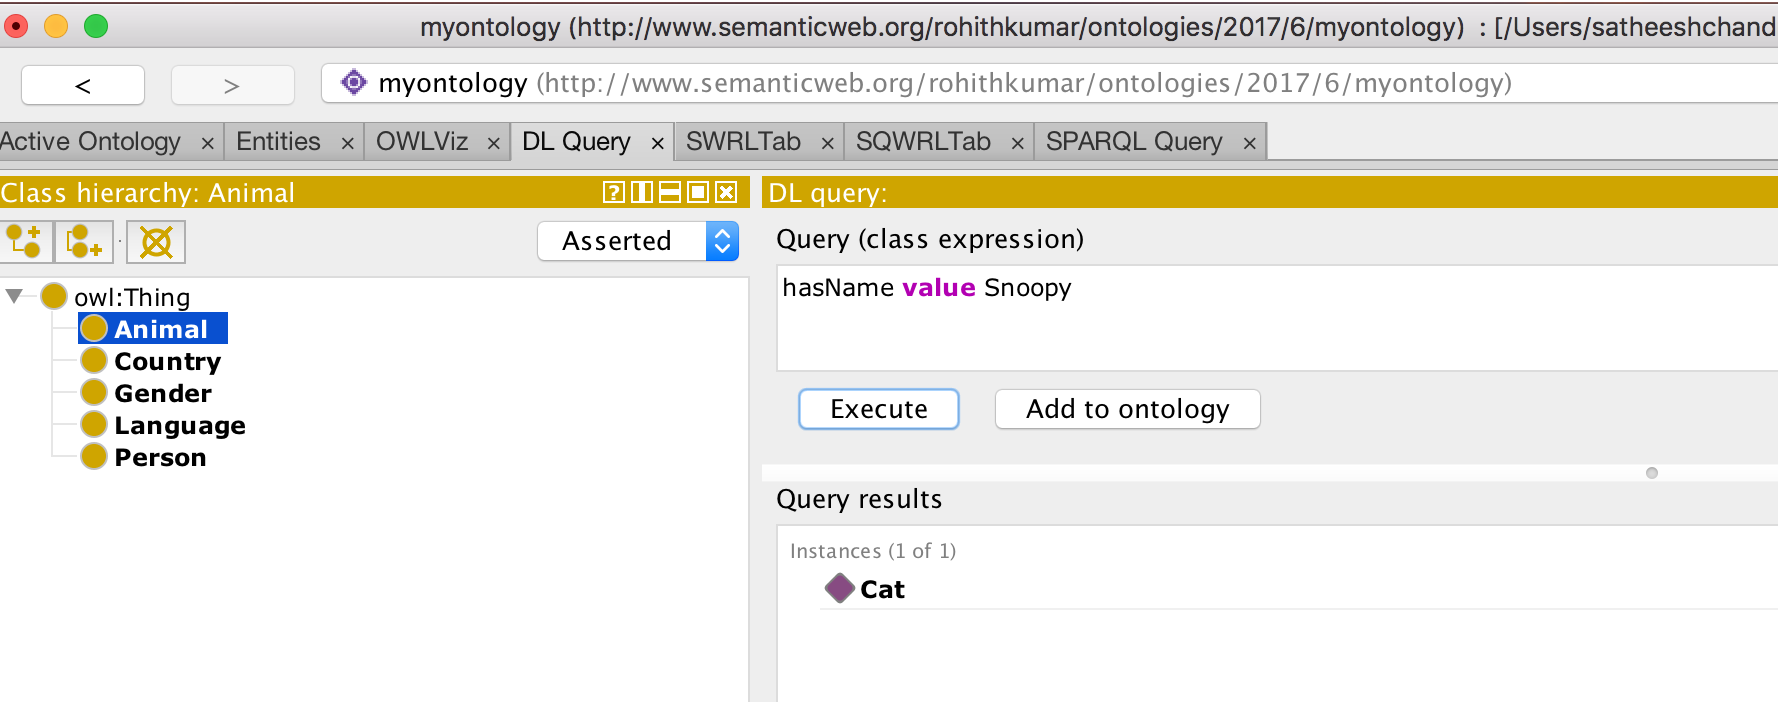 myontology (http://www.semanticweb.org/rohithkumar/ontologies/2017/6/myontology) : [/Users/satheeshchand
< > myontology (http://www.semanticweb.org/rohithkumar/ontologies/2017/6/myontology)
Active Ontology × Entities × OWLViz × DL Query × SWRLTab × SQWRLTab × SPARQL Query ×
Class hierarchy: Animal
Asserted
owl:Thing
Animal
Country
Gender
Language
Person
DL query:
Query (class expression)
hasName value Snoopy
Execute Add to ontology
Query results
Instances (1 of 1)
Cat